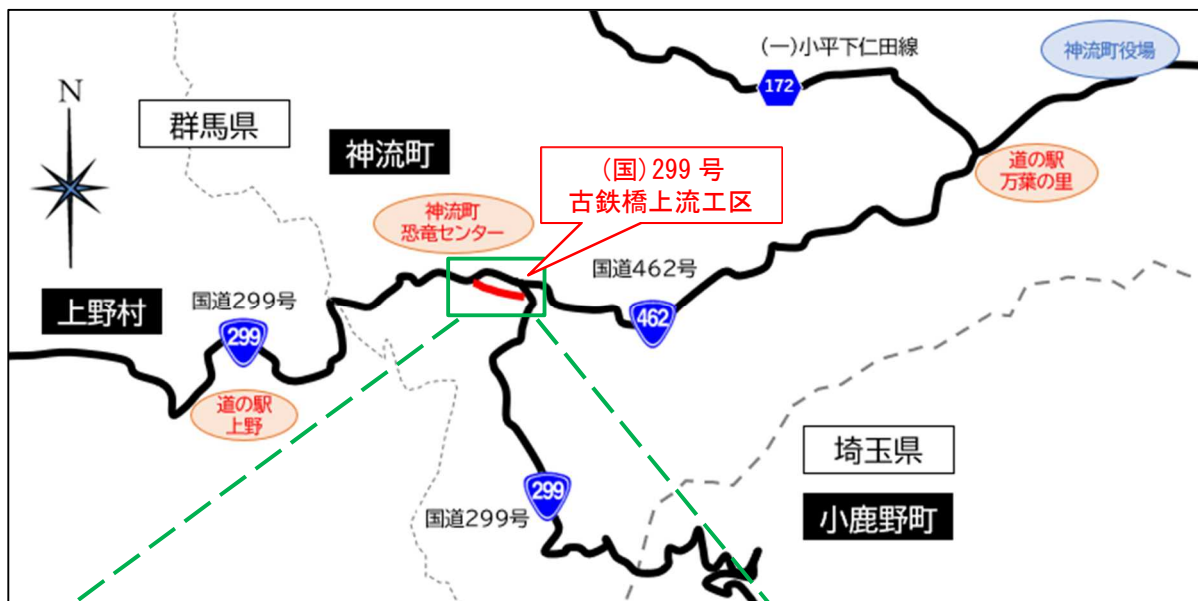 (一)小平下仁田線
172
神流町役場
N
群馬県
神流町
(国)299 号
古鉄橋上流工区
道の駅
万葉の里
神流町
恐竜センター
国道462号
上野村
国道299号
299
462
道の駅
上野
埼玉県
299
国道299号
小鹿野町